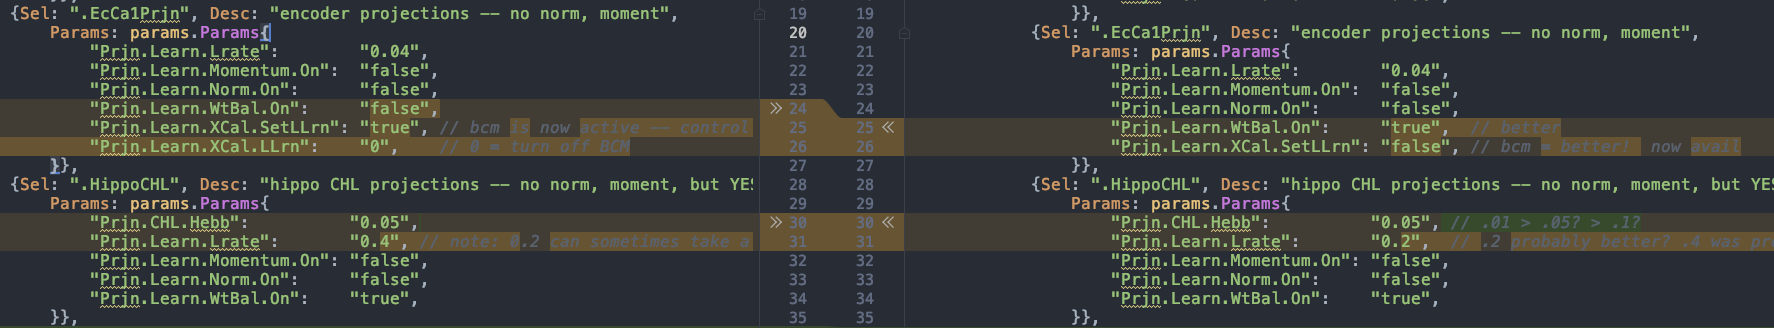 {Sel: ".EcCa1Prjn", Desc: "encoder projections -- no norm, moment",
Params: params.Params{
"Prjn.Learn.Lrate": "0.04",
"Prjn.Learn.Momentum.On": "false",
"Prjn.Learn.Norm.On": "false",
"Prjn.Learn.WtBal.On": "false",
"Prjn.Learn.XCal.SetLLrn": "true", // bcm is now active -- control
"Prjn.Learn.XCal.LLrn": "0", // 0 = turn off BCM
}},
{Sel: ".HippoCHL", Desc: "hippo CHL projections -- no norm, moment, but YES
Params: params.Params{
"Prjn.CHL.Hebb": "0.05",
"Prjn.Learn.Lrate": "0.4", // note: 0.2 can sometimes take a
"Prjn.Learn.Momentum.On": "false",
"Prjn.Learn.Norm.On": "false",
"Prjn.Learn.WtBal.On": "true",
}},
19 19
20 20
21 21
22 22
23 23
» 24 24
25 25 «
26 26
27 27
28 28
29 29
» 30 30 «
31 31
32 32
33 33
34 34
35 35
}},
{Sel: ".EcCa1Prjn", Desc: "encoder projections -- no norm, moment",
Params: params.Params{
"Prjn.Learn.Lrate": "0.04",
"Prjn.Learn.Momentum.On": "false",
"Prjn.Learn.Norm.On": "false",
"Prjn.Learn.WtBal.On": "true", // better
"Prjn.Learn.XCal.SetLLrn": "false", // bcm = better! now avail
}},
{Sel: ".HippoCHL", Desc: "hippo CHL projections -- no norm, moment, but YES
Params: params.Params{
"Prjn.CHL.Hebb": "0.05", // .01 > .05? > .1?
"Prjn.Learn.Lrate": "0.2", // .2 probably better? .4 was pre
"Prjn.Learn.Momentum.On": "false",
"Prjn.Learn.Norm.On": "false",
"Prjn.Learn.WtBal.On": "true",
}},